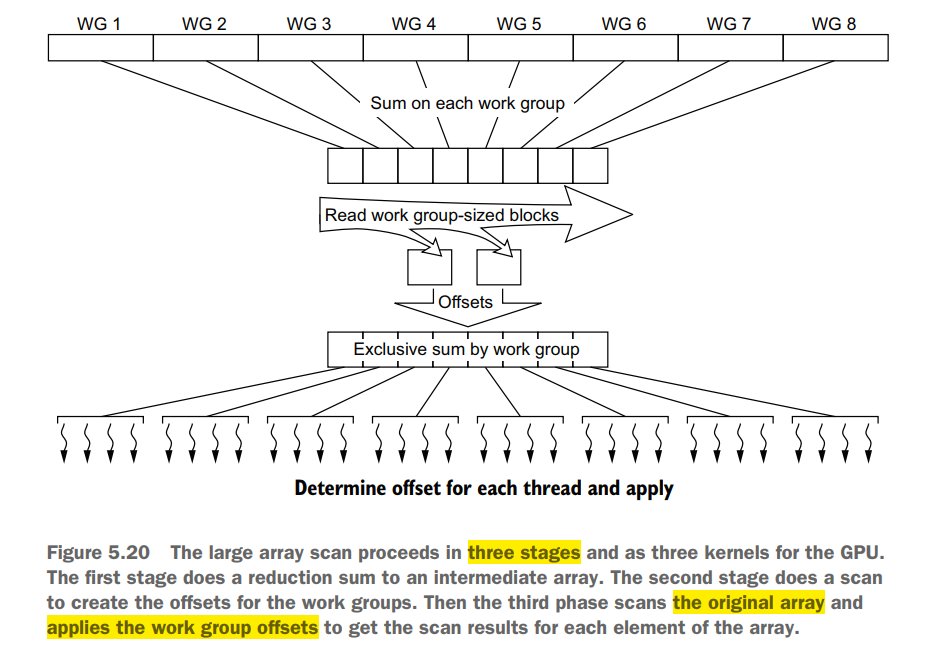 WG 1 WG 2 WG 3 WG 4 WG 5 WG 6 WG 7 WG 8
Sum on each work group
Read work group-sized blocks
Offsets
Exclusive sum by work group
Determine offset for each thread and apply
Figure 5.20 The large array scan proceeds in three stages and as three kernels for the GPU.
The first stage does a reduction sum to an intermediate array. The second stage does a scan
to create the offsets for the work groups. Then the third phase scans the original array and
applies the work group offsets to get the scan results for each element of the array.